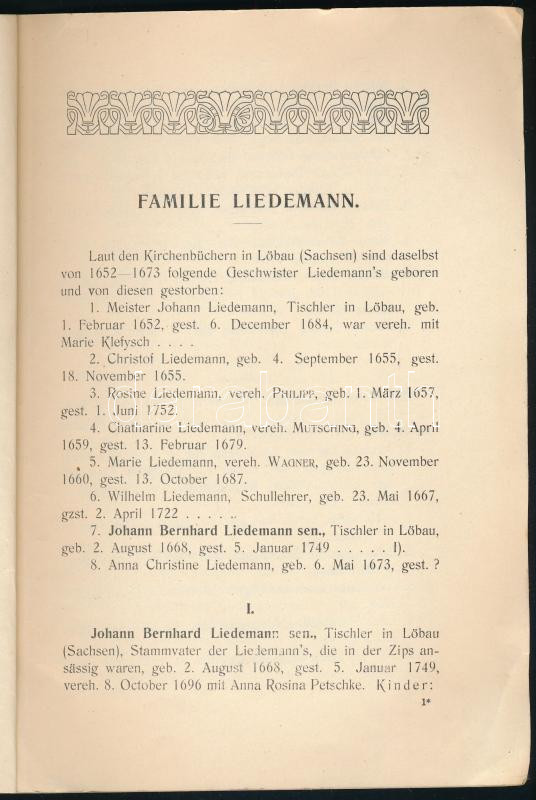 FAMILIE LIEDEMANN.
Laut den Kirchenbüchern in Löbau (Sachsen) sind daselbst
von 1652—1673 folgende Geschwister Liedemann's geboren
und von diesen gestorben:
1. Meister Johann Liedemann, Tischler in Löbau, geb.
1. Februar 1652, gest. 6. December 1684, war vereh. mit
Marie Klefysch . . . .
2. Christof Liedemann, geb. 4. September 1655, gest.
18. November 1655.
3. Rosine Liedemann, vereh. PHILIPP, geb. 1. März 1657,
gest. 1. Juni 1752.
4. Chatharine Liedemann, vereh. MUTSCHING, geb. 4. April
1659, gest. 13. Februar 1679.
5. Marie Liedemann, vereh. WAGNER, geb. 23. November
1660, gest. 13. October 1687.
6. Wilhelm Liedemann, Schullehrer, geb. 23. Mai 1667,
gzst. 2. April 1722 . . . . .
7. Johann Bernhard Liedemann sen., Tischler in Löbau,
geb. 2. August 1668, gest. 5. Januar 1749 . . . . . I).
8. Anna Christine Liedemann, geb. 6. Mai 1673, gest. ?
I.
Johann Bernhard Liedemann sen., Tischler in Löbau
(Sachsen), Stammvater der Liedemann's, die in der Zips an-
sässig waren, geb. 2. August 1668, gest. 5. Januar 1749,
vereh. 8. October 1696 mit Anna Rosina Petschke. Kinder:
1*
darabanth